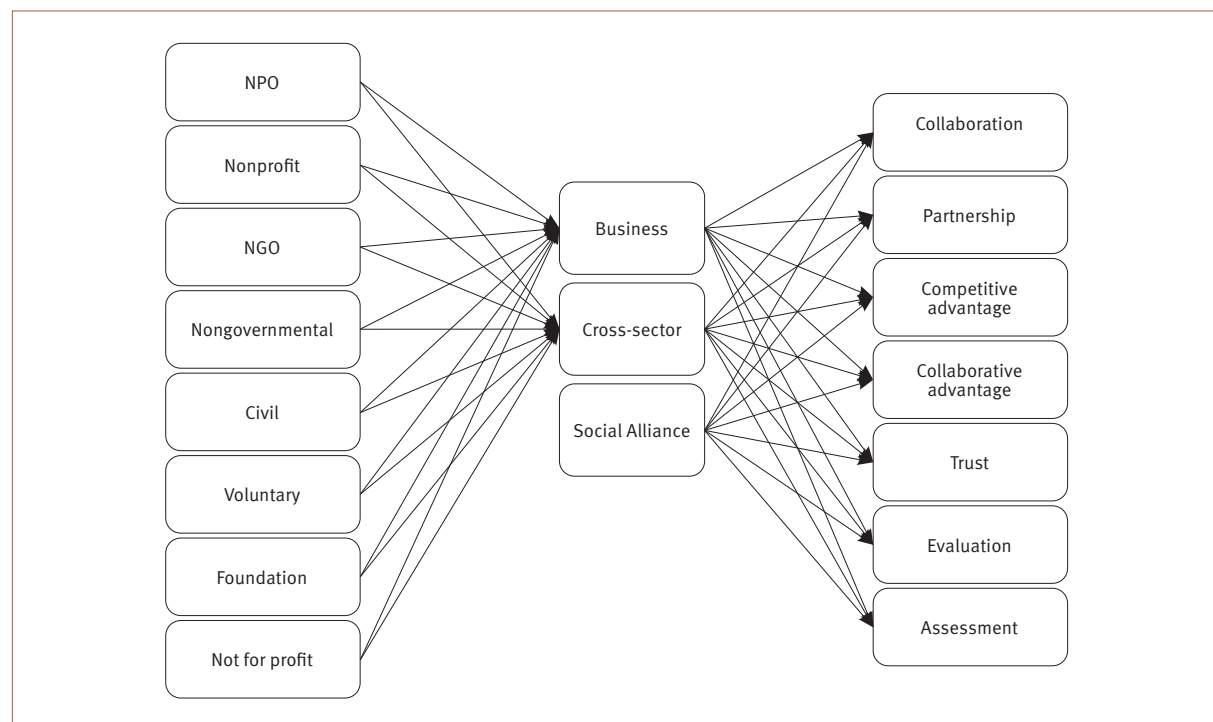 NPO
Nonprofit
NGO
Nongovernmental
Civil
Voluntary
Foundation
Not for profit
Business
Cross-sector
Social Alliance
Collaboration
Partnership
Competitive
advantage
Collaborative
advantage
Trust
Evaluation
Assessment